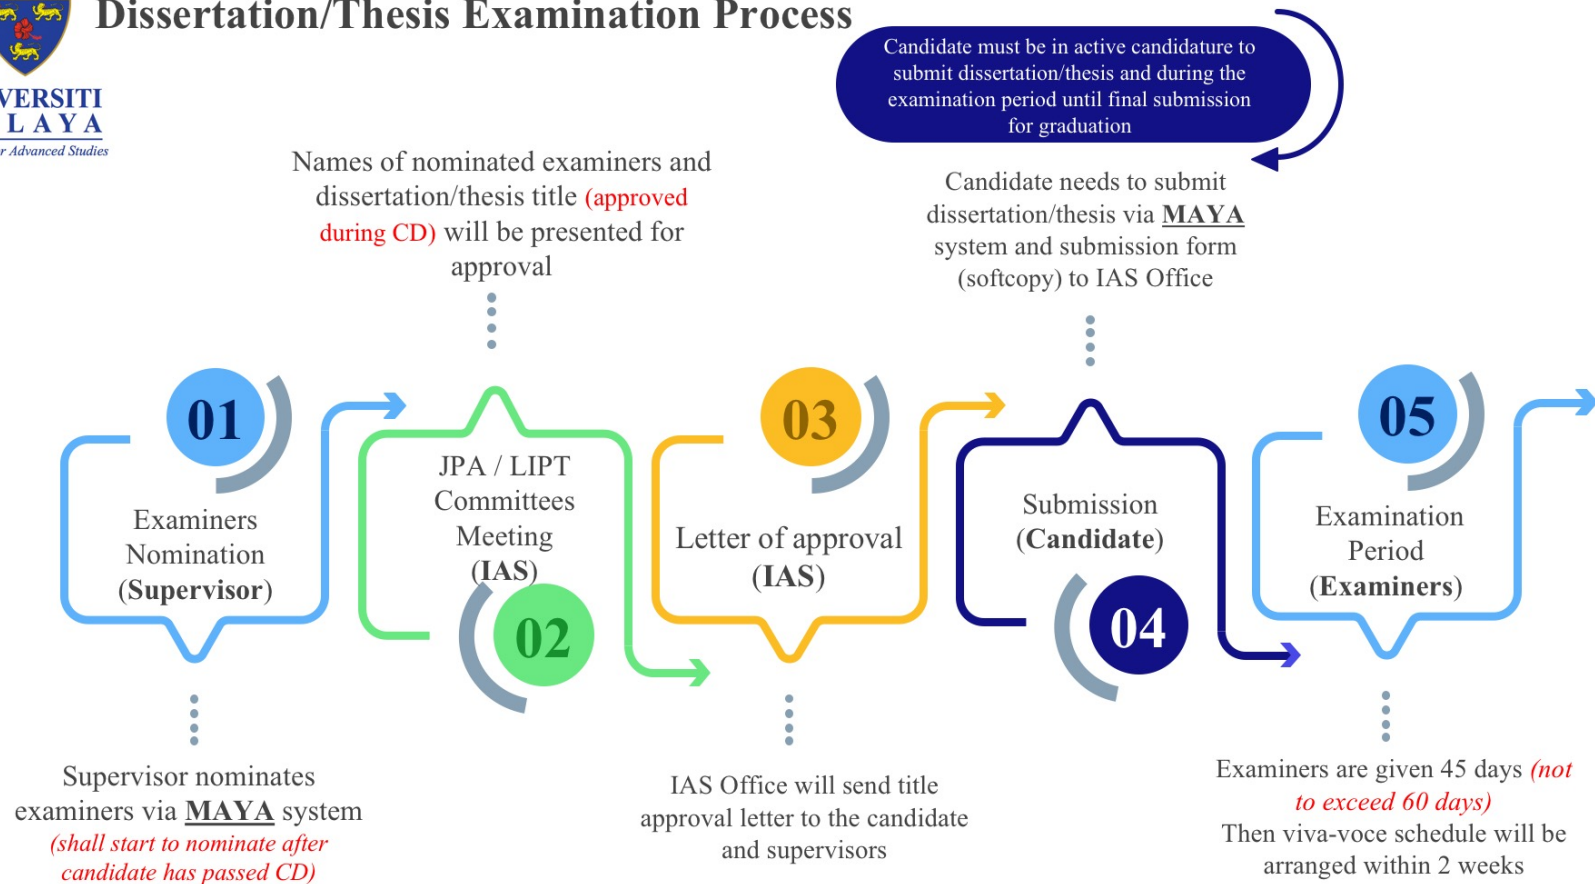 Dissertation/Thesis Examination Process
VERSITI
LAYA
r Advanced Studies
Candidate must be in active candidature to
submit dissertation/thesis and during the
examination period until final submission
for graduation
Names of nominated examiners and
dissertation/thesis title (approved
during CD) will be presented for
approval
Candidate needs to submit
dissertation/thesis via MAYA
system and submission form
(softcopy) to IAS Office
01
Examiners
Nomination
(Supervisor)
Supervisor nominates
examiners via MAYA system
(shall start to nominate after
candidate has passed CD)
JPA / LIPT
Committees
Meeting
(IAS)
02
03
Letter of approval
(IAS)
IAS Office will send title
approval letter to the candidate
and supervisors
Submission
(Candidate)
04
05
Examination
Period
(Examiners)
Examiners are given 45 days (not
to exceed 60 days)
Then viva-voce schedule will be
arranged within 2 weeks